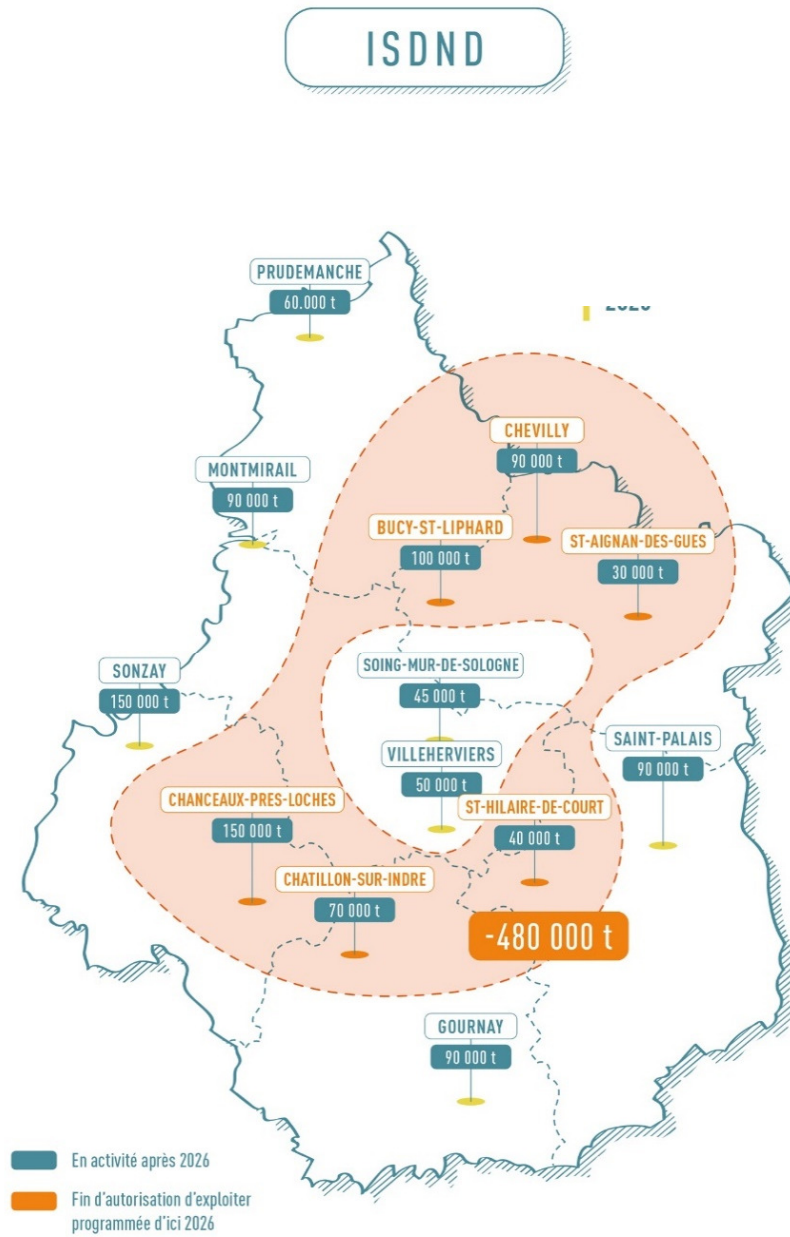 ISDND
PRUDEMANCHE
60.000 t
CHEVILLY
90 000 t
MONTMIRAIL
90 000 t
BUCY-ST-LIPHARD
100 000 t
ST-AIGNAN-DES-GUES
30 000 t
SOING-MUR-DE-SOLOGNE
45 000 t
SONZAY
150 000 t
SAINT-PALAIS
90 000 t
VILLEHERVIERS
50 000 t
CHANCEAUX-PRES-LOCHES
150 000 t
ST-HILAIRE-DE-COURT
40 000 t
CHATILLON-SUR-INDRE
70 000 t
-480 000 t
GOURNAY
90 000 t
En activité après 2026
Fin d'autorisation d'exploiter
programmée d'ici 2026